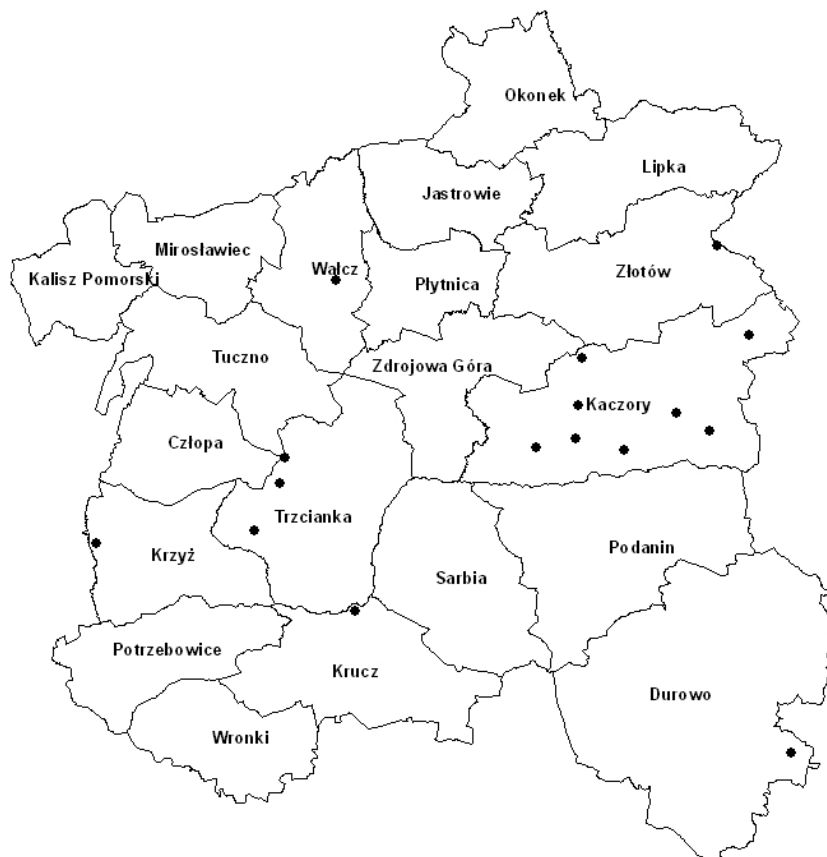 Okonek
Lipka
Jastrowie
Mirosławiec
Wałcz
Złotów
Kalisz Pomorski
Płytnica
Tuczno
Zdrojowa Góra
Kaczory
Człopa
Trzcianka
Krzyż
Podanin
Sarbia
Potrzebowice
Krucz
Durowo
Wronki